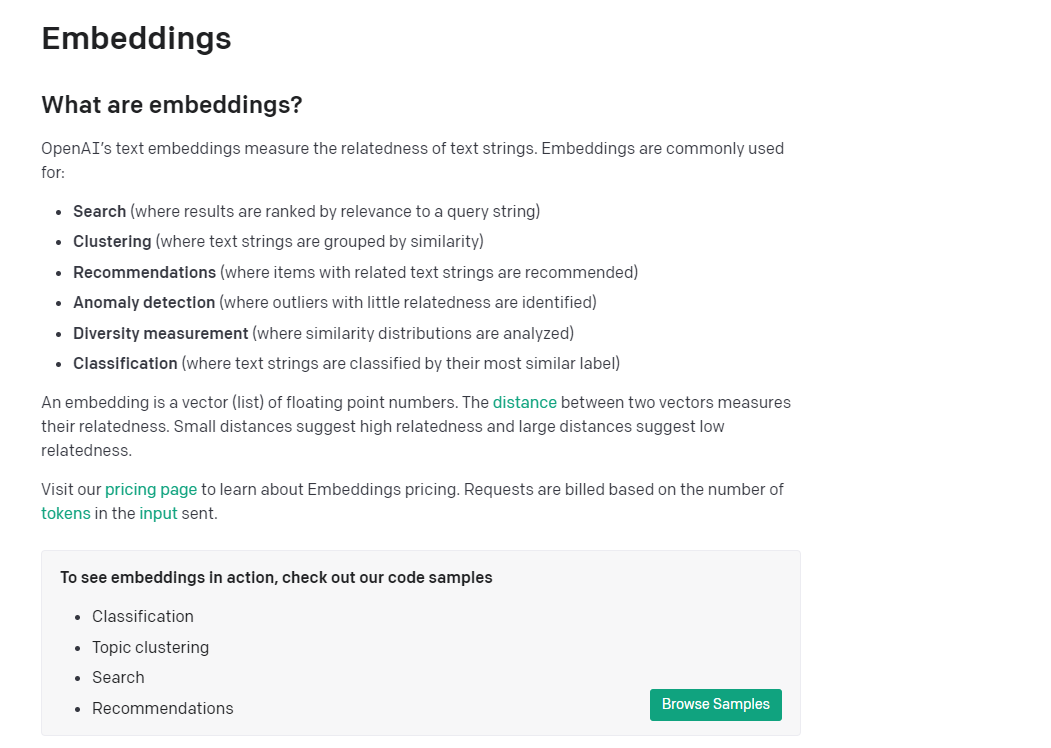 Embeddings
What are embeddings?
OpenAI's text embeddings measure the relatedness of text strings. Embeddings are commonly used
for:
• Search (where results are ranked by relevance to a query string)
• Clustering (where text strings are grouped by similarity)
• Recommendations (where items with related text strings are recommended)
• Anomaly detection (where outliers with little relatedness are identified)
• Diversity measurement (where similarity distributions are analyzed)
• Classification (where text strings are classified by their most similar label)
An embedding is a vector (list) of floating point numbers. The distance between two vectors measures
their relatedness. Small distances suggest high relatedness and large distances suggest low
relatedness.
Visit our pricing page to learn about Embeddings pricing. Requests are billed based on the number of
tokens in the input sent.
To see embeddings in action, check out our code samples
• Classification
• Topic clustering
• Search
• Recommendations
Browse Samples